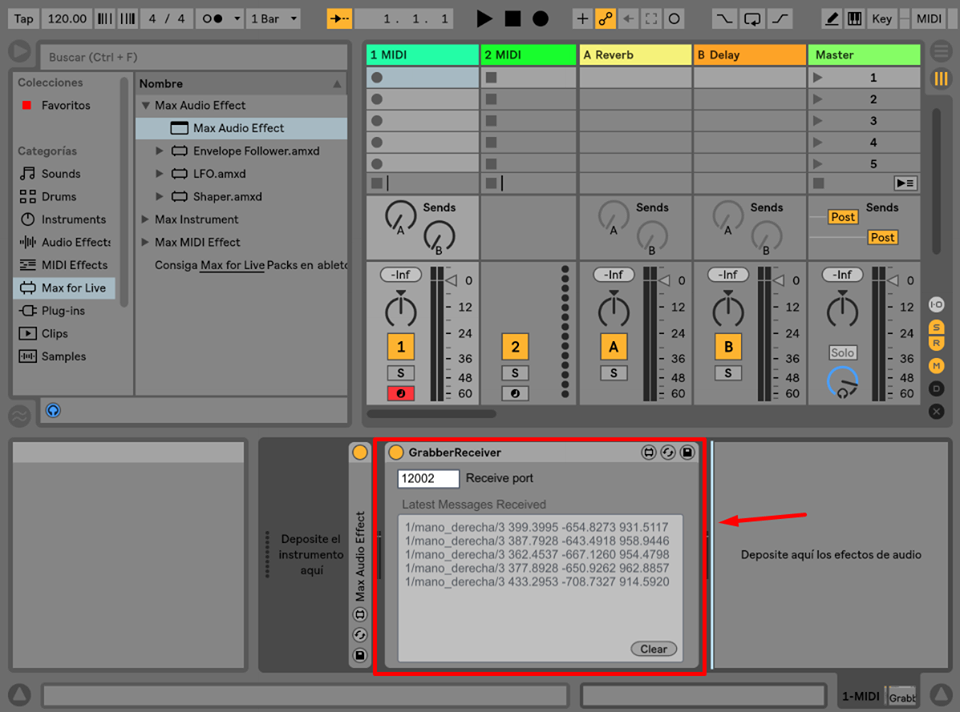 Tap 120.00 4 / 4 1 Bar 1. 1. 1 Key MIDI
Buscar (Ctrl + F)
Colecciones
Favoritos
Categorías
Sounds
Drums
Instruments
Audio Effects
MIDI Effects
Max for Live
Plug-ins
Clips
Samples
Nombre
Max Audio Effect
Max Audio Effect
Envelope Follower.amxd
LFO.amxd
Shaper.amxd
Max Instrument
Max MIDI Effect
Consiga Max for Live Packs en ableto
1 MIDI 2 MIDI A Reverb B Delay Master
1
2
3
4
5
Sends Sends Sends Sends
A A A Post
B B B Post
-Inf 0 -Inf 0 -Inf 0 -Inf 0
12 12 12 12
24 24 24 24
1 36 2 A 36 B 36 Solo 36
S 48 S S 48 S 48 48
60 60 60 60
I·O
S
R
M
D
X
Deposite el
instrumento
aquí
Max Audio Effect
GrabberReceiver
12002 Receive port
Latest Messages Received
1/mano_derecha/3 399.3995 -654.8273 931.5117
1/mano_derecha/3 387.7928 -643.4918 958.9446
1/mano_derecha/3 362.4537 -667.1260 954.4798
1/mano_derecha/3 377.8928 -650.9262 962.8857
1/mano_derecha/3 433.2953 -708.7327 914.5920
Clear
Deposite aquí los efectos de audio
1-MIDI Grabb